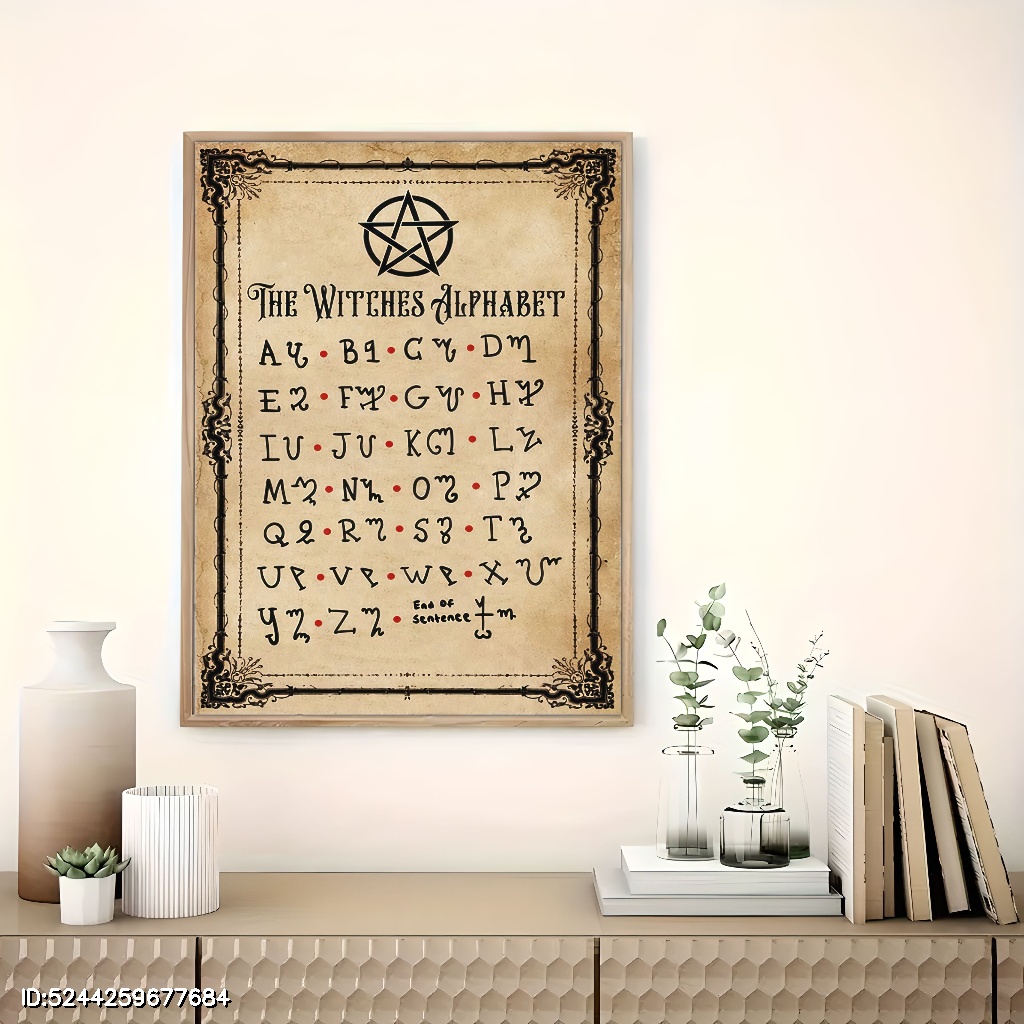 The Witches Alphabet
A • B • C • D
E • F • G • H
I • J • K • L
M • N • O • P
Q • R • S • T
U • V • W • X
Y • Z • End Of
Sentence
ID:5244259677684